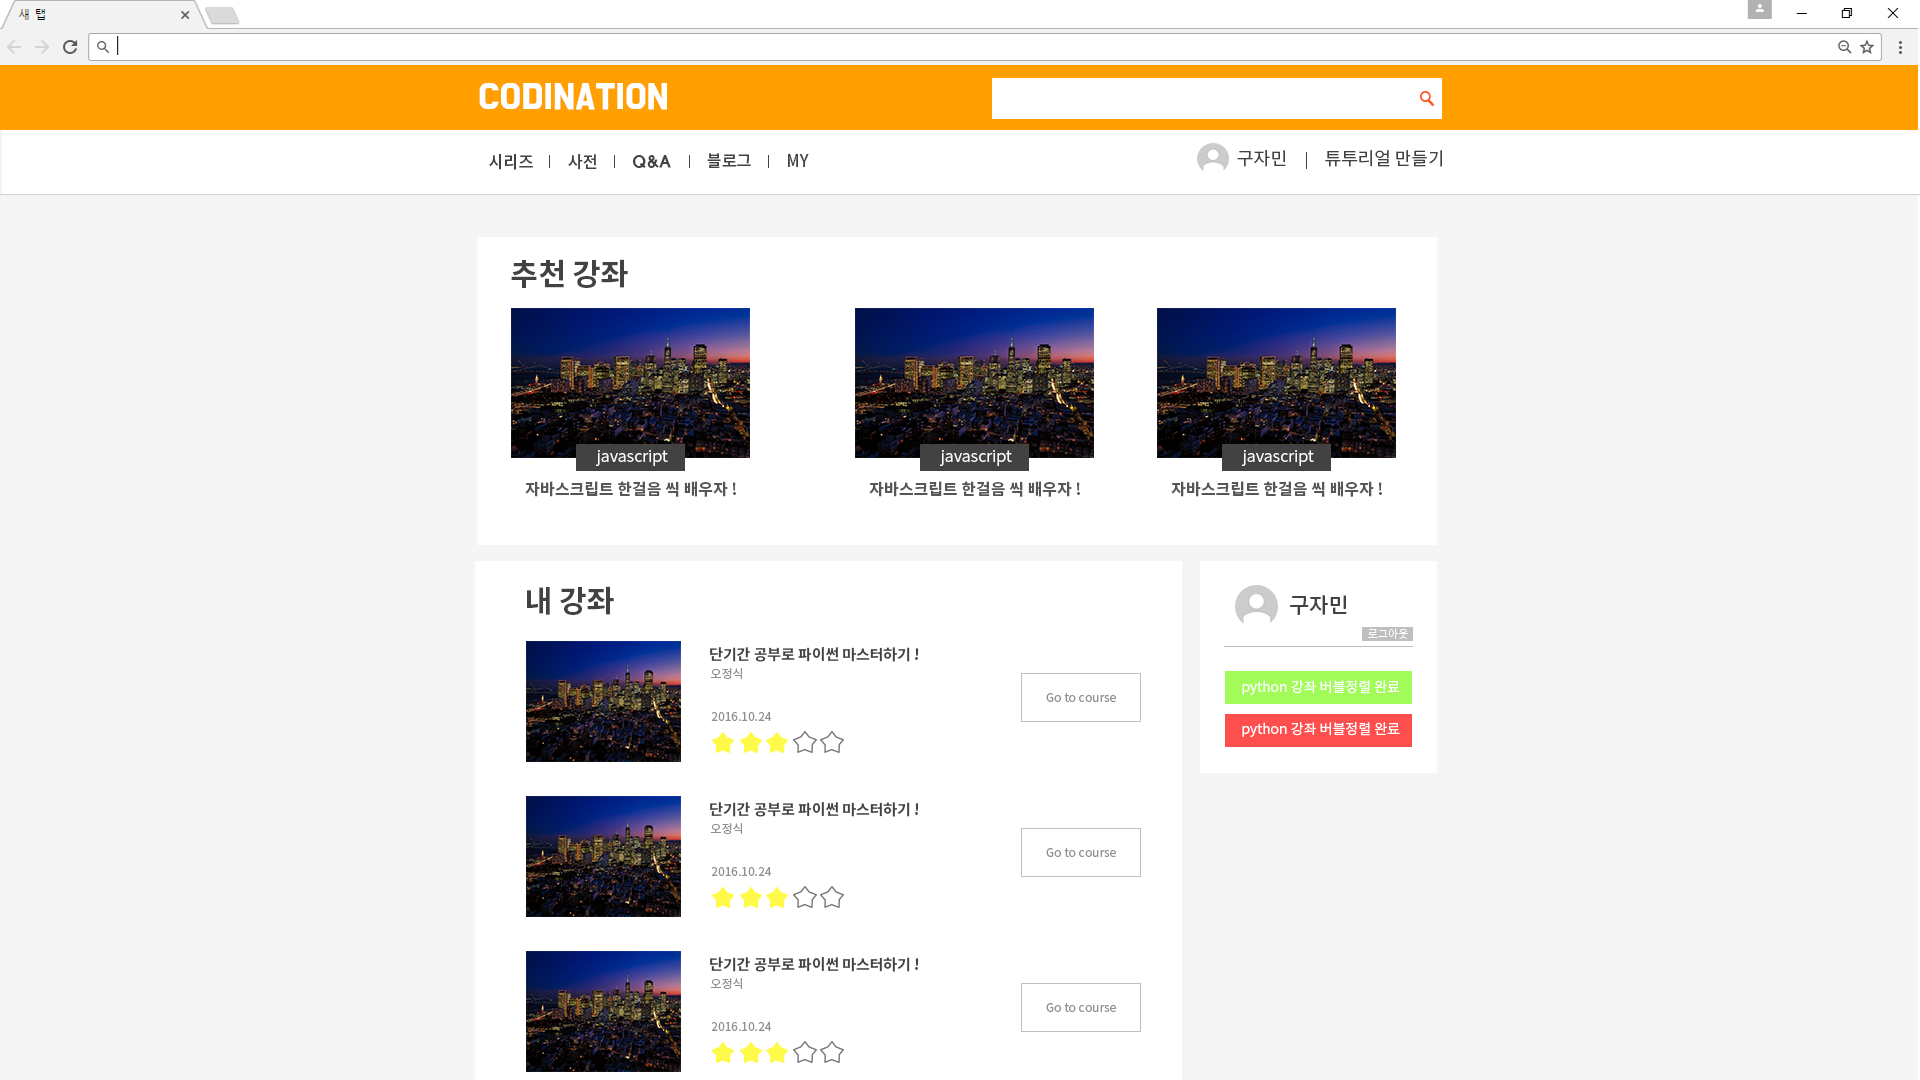 새 탭
CODINATION
시리즈 | 사전 | Q&A | 블로그 | MY
구자민 |튜투리얼 만들기
추천 강좌
javascript
자바스크립트 한걸음 씩 배우자 !
javascript
자바스크립트 한걸음 씩 배우자 !
javascript
자바스크립트 한걸음 씩 배우자 !
내 강좌
단기간 공부로 파이썬 마스터하기 !
오정식
2016.10.24
Go to course
단기간 공부로 파이썬 마스터하기 !
오정식
2016.10.24
Go to course
단기간 공부로 파이썬 마스터하기 !
오정식
2016.10.24
Go to course
구자민
로그아웃
python 강좌 버블정렬 완료
python 강좌 버블정렬 완료